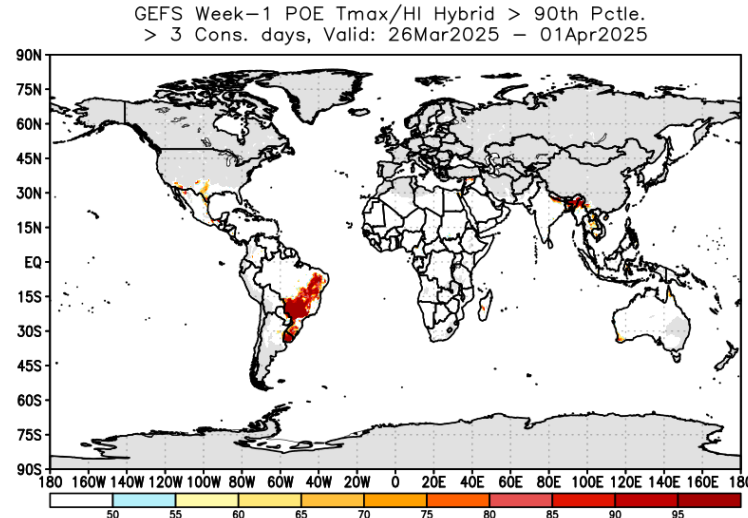 GEFS Week-1 POE Tmax/HI Hybrid > 90th Pctle.
> 3 Cons. days, Valid: 26Mar2025 - 01Apr2025
90N
75N
60N
45N
30N
15N
EQ
15S
30S
45S
60S
75S
90S
180 160W 140W 120W 100W 80W 60W 40W 20W 0 20E 40E 60E 80E 100E 120E 140E 160E 180
50 55 60 65 70 75 80 85 90 95